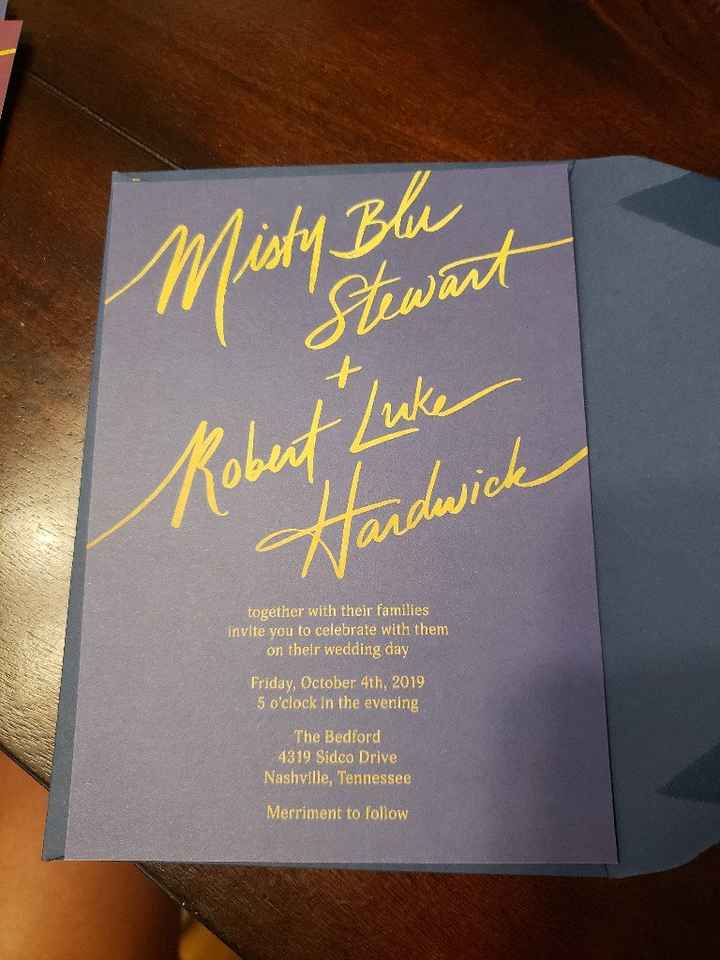 Misty Blu
Stewart
+
Robert Luke
Hardwick
together with their families
invite you to celebrate with them
on their wedding day
Friday, October 4th, 2019
5 o'clock in the evening
The Bedford
4319 Sidco Drive
Nashville, Tennessee
Merriment to follow